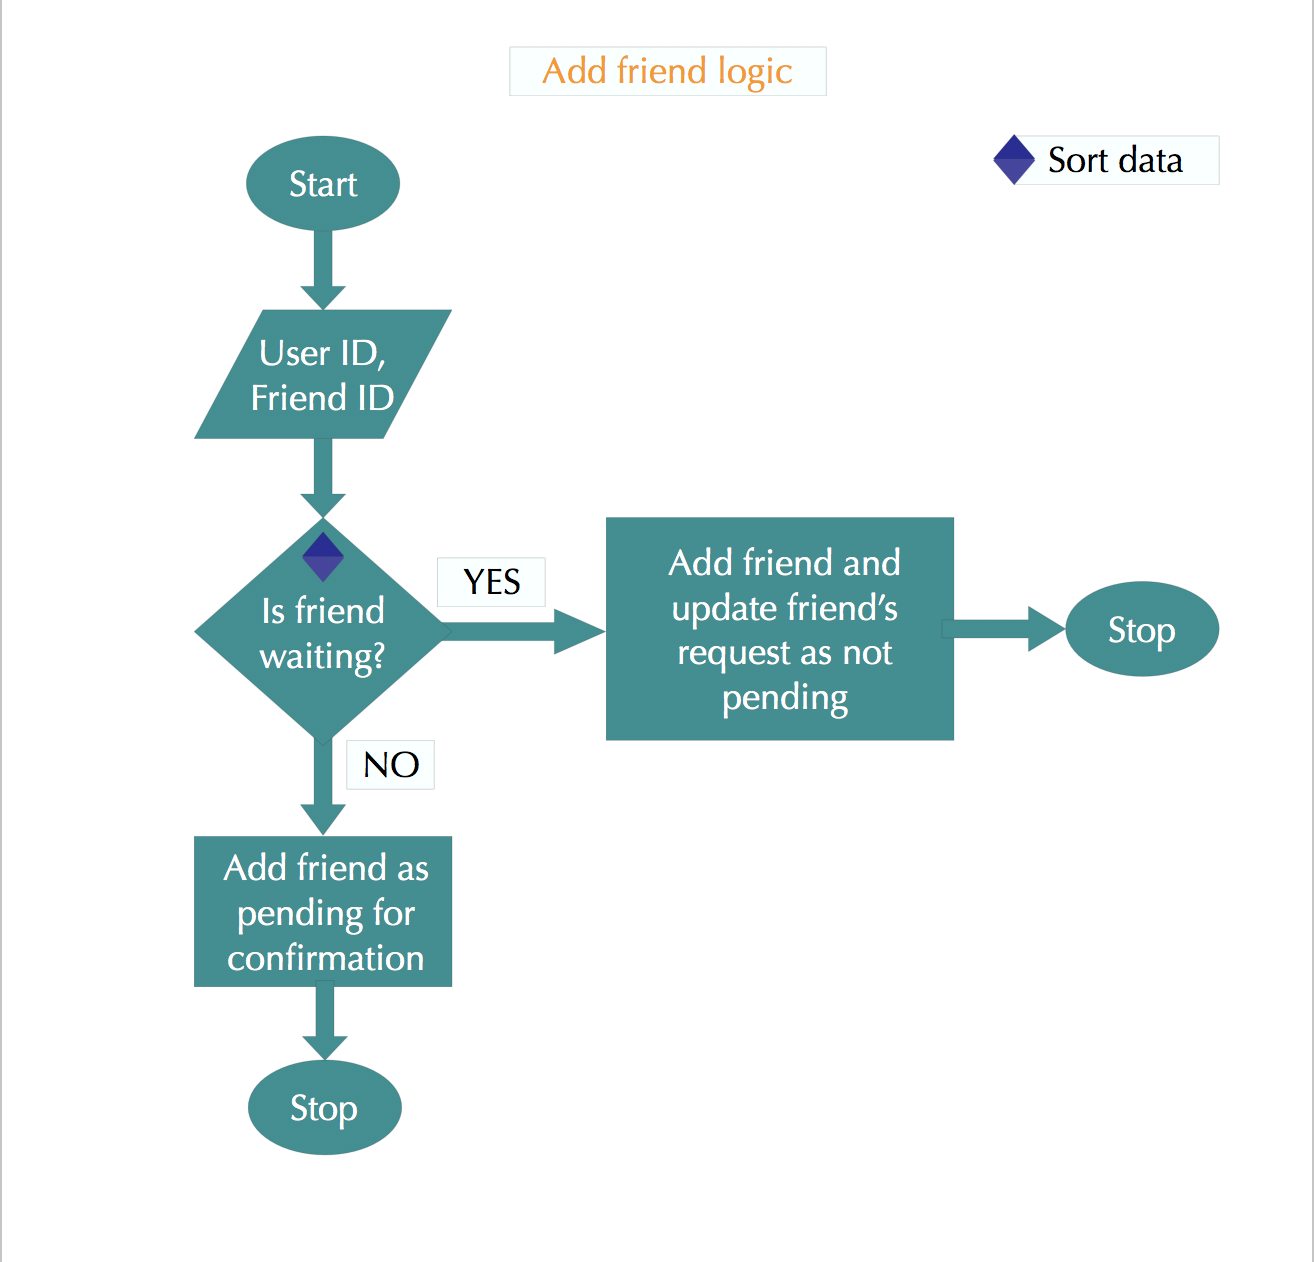 Add friend logic
Sort data
Start
User ID,
Friend ID
Is friend
waiting?
YES
Add friend and
update friend’s
request as not
pending
Stop
NO
Add friend as
pending for
confirmation
Stop